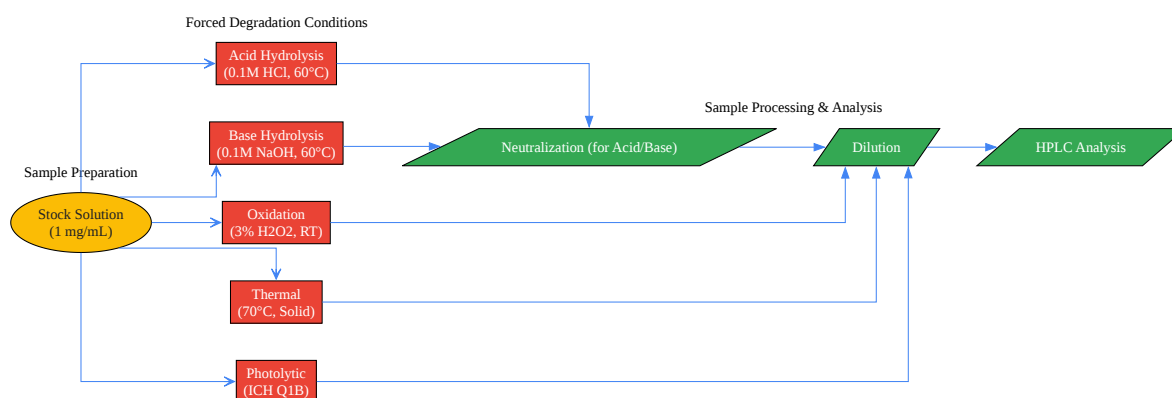 Forced Degradation Conditions
Acid Hydrolysis
(0.1M HCl, 60°C)
Sample Processing & Analysis
Base Hydrolysis
(0.1M NaOH, 60°C)
Neutralization (for Acid/Base)
Dilution
HPLC Analysis
Sample Preparation
Stock Solution
(1 mg/mL)
Oxidation
(3% H2O2, RT)
Thermal
(70°C, Solid)
Photolytic
(ICH Q1B)